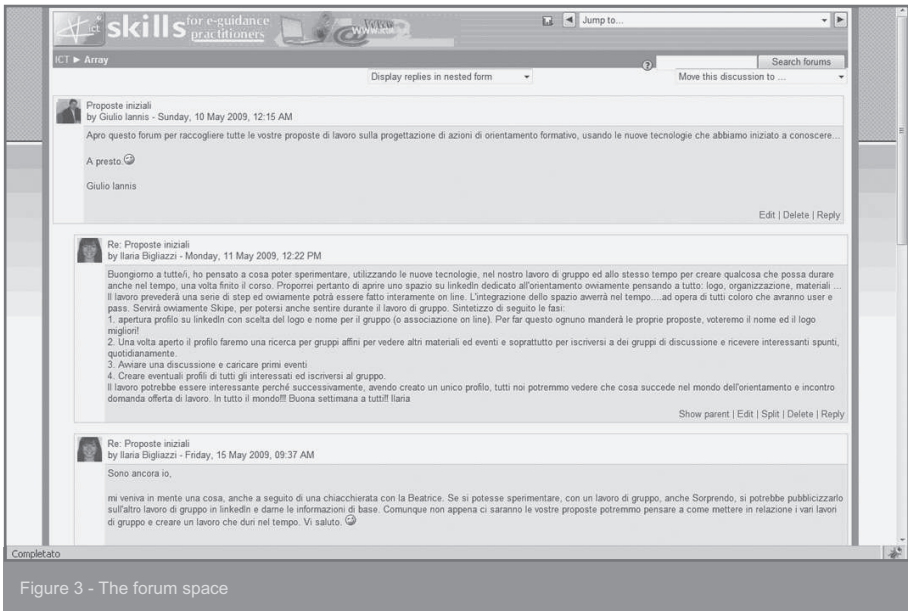 ict skills for e-guidance
practitioners
www
Jump to...
ICT ► Array
Search forums
Display replies in nested form
Move this discussion to ...
Proposte iniziali
by Giulio Iannis - Sunday, 10 May 2009, 12:15 AM
Apro questo forum per raccogliere tutte le vostre proposte di lavoro sulla progettazione di azioni di orientamento formativo, usando le nuove tecnologie che abbiamo iniziato a conoscere...
A presto.
Giulio Iannis
Edit | Delete | Reply
Re: Proposte iniziali
by Ilaria Bigliazzi - Monday, 11 May 2009, 12:22 PM
Buongiorno a tutte/i, ho pensato a cosa poter sperimentare, utilizzando le nuove tecnologie, nel nostro lavoro di gruppo ed allo stesso tempo per creare qualcosa che possa durare
anche nel tempo, una volta finito il corso. Proporrei pertanto di aprire uno spazio su linkedIn dedicato all'orientamento ovviamente pensando a tutto: logo, organizzazione, materiali ...
Il lavoro prevederà una serie di step ed ovviamente potrà essere fatto interamente on line. L'integrazione dello spazio avverrà nel tempo....ad opera di tutti coloro che avranno user e
pass. Servirà ovviamente Skipe, per potersi anche sentire durante il lavoro di gruppo. Sintetizzo di seguito le fasi:
1. apertura profilo su linkedIn con scelta del logo e nome per il gruppo (o associazione on line). Per far questo ognuno manderà le proprie proposte, voteremo il nome ed il logo
migliori!
2. Una volta aperto il profilo faremo una ricerca per gruppi affini per vedere altri materiali ed eventi e soprattutto per iscriversi a dei gruppi di discussione e ricevere interessanti spunti,
quotidianamente.
3. Avviare una discussione e caricare primi eventi
4. Creare eventuali profili di tutti gli interessati ed iscriversi al gruppo.
Il lavoro potrebbe essere interessante perché successivamente, avendo creato un unico profilo, tutti noi potremmo vedere che cosa succede nel mondo dell'orientamento e incontro
domanda offerta di lavoro. In tutto il mondo!!! Buona settimana a tutti!! Ilaria
Show parent | Edit | Split | Delete | Reply
Re: Proposte iniziali
by Ilaria Bigliazzi - Friday, 15 May 2009, 09:37 AM
Sono ancora io,
mi veniva in mente una cosa, anche a seguito di una chiacchierata con la Beatrice. Se si potesse sperimentare, con un lavoro di gruppo, anche Sorprendo, si potrebbe pubblicizzarlo
sull'altro lavoro di gruppo in linkedIn e darne le informazioni di base. Comunque non appena ci saranno le vostre proposte potremmo pensare a come mettere in relazione i vari lavori
di gruppo e creare un lavoro che duri nel tempo. Vi saluto.
Completato
Figure 3 - The forum space